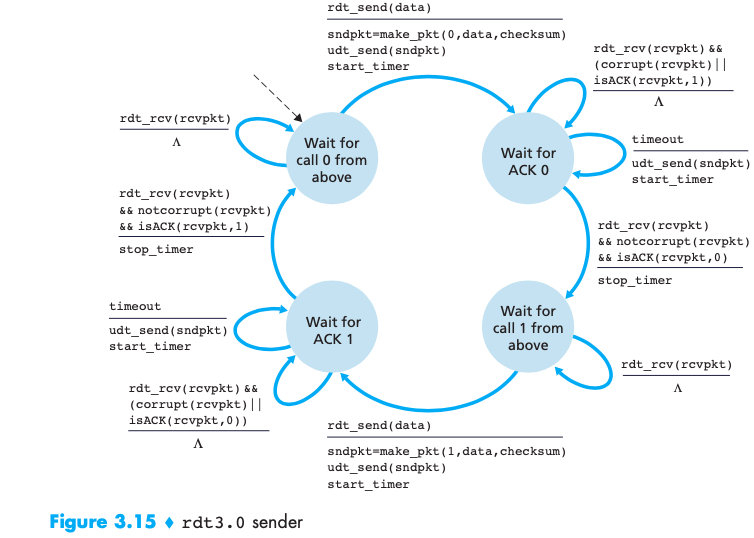 rdt_send(data)
sndpkt=make_pkt(0,data,checksum)
udt_send(sndpkt)
start_timer
rdt_rcv(rcvpkt) &&
(corrupt(rcvpkt)||
isACK(rcvpkt,1))
Λ
rdt_rcv(rcvpkt)
Λ
Wait for
call 0 from
above
Wait for
ACK 0
timeout
udt_send(sndpkt)
start_timer
rdt_rcv(rcvpkt)
&& notcorrupt(rcvpkt)
&& isACK(rcvpkt,1)
stop_timer
rdt_rcv(rcvpkt)
&& notcorrupt(rcvpkt)
&& isACK(rcvpkt,0)
stop_timer
timeout
udt_send(sndpkt)
start_timer
Wait for
ACK 1
Wait for
call 1 from
above
rdt_rcv(rcvpkt) &&
(corrupt(rcvpkt)||
isACK(rcvpkt,0))
Λ
rdt_rcv(rcvpkt)
Λ
rdt_send(data)
sndpkt=make_pkt(1,data,checksum)
udt_send(sndpkt)
start_timer
Figure 3.15 ♦ rdt3.0 sender